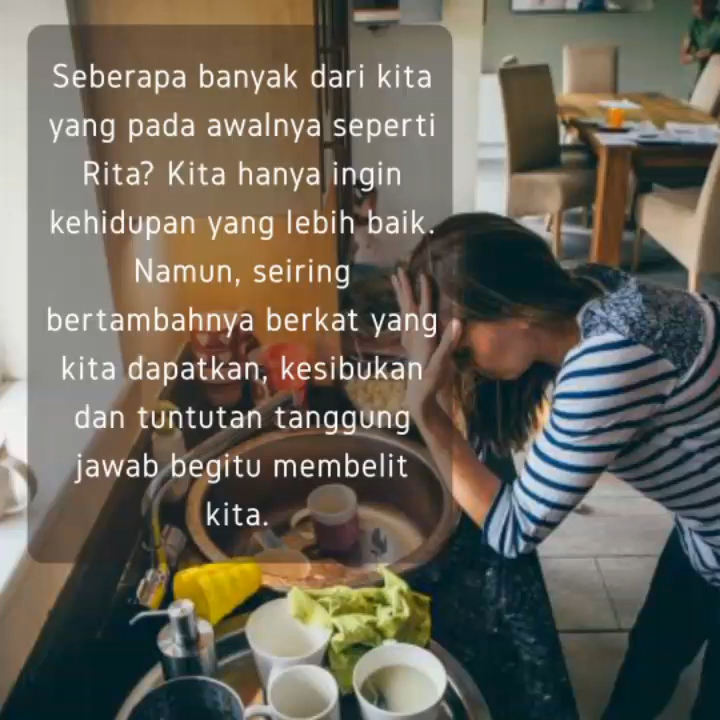 Seberapa banyak dari kita
yang pada awalnya seperti
Rita? Kita hanya ingin
kehidupan yang lebih baik.
Namun, seiring
bertambahnya berkat yang
kita dapatkan, kesibukan
dan tuntutan tanggung
jawab begitu membelit
kita.